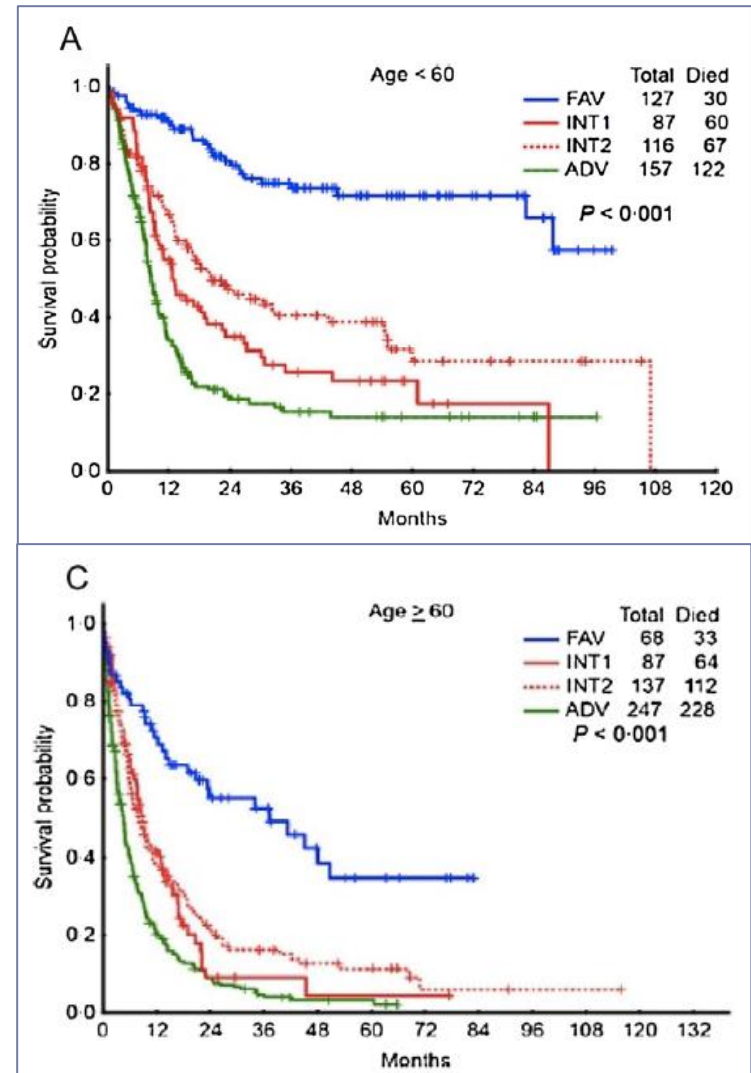 A
Age < 60
Total Died
FAV 127 30
INT1 87 60
INT2 116 67
ADV 157 122
P < 0·001
Survival probability
1·0
0·8
0·6
0·4
0·2
0·0
0 12 24 36 48 60 72 84 96 108 120
Months
C
Age ≥ 60
Total Died
FAV 68 33
INT1 87 64
INT2 137 112
ADV 247 228
P < 0·001
Survival probability
1·0
0·8
0·6
0·4
0·2
0·0
0 12 24 36 48 60 72 84 96 108 120 132
Months